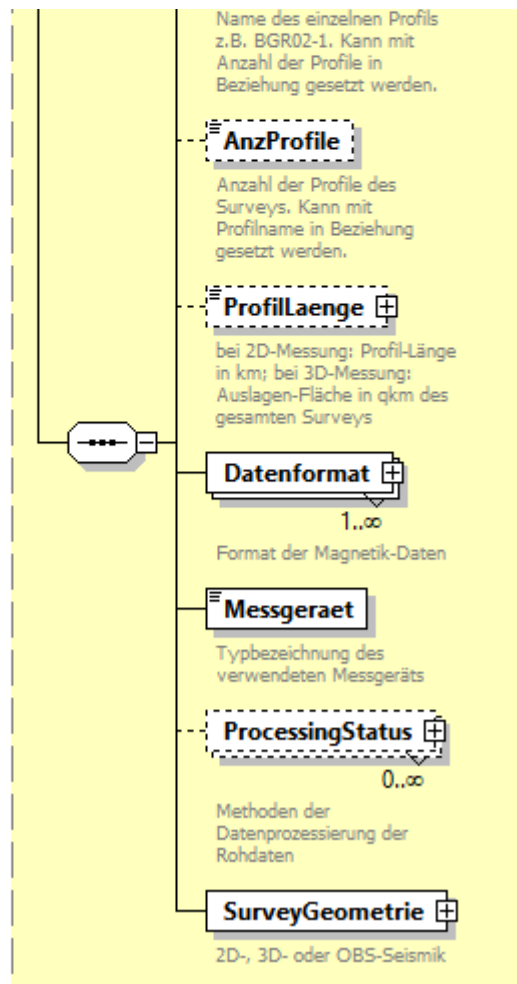 Name des einzelnen Profils
z.B. BGR02-1. Kann mit
Anzahl der Profile in
Beziehung gesetzt werden.
AnzProfile
Anzahl der Profile des
Surveys. Kann mit
Profilname in Beziehung
gesetzt werden.
ProfilLaenge
bei 2D-Messung: Profil-Länge
in km; bei 3D-Messung:
Auslagen-Fläche in qkm des
gesamten Surveys
Datenformat
1..∞
Format der Magnetik-Daten
Messgeraet
Typbezeichnung des
verwendeten Messgeräts
ProcessingStatus
0..∞
Methoden der
Datenprozessierung der
Rohdaten
SurveyGeometrie
2D-, 3D- oder OBS-Seismik